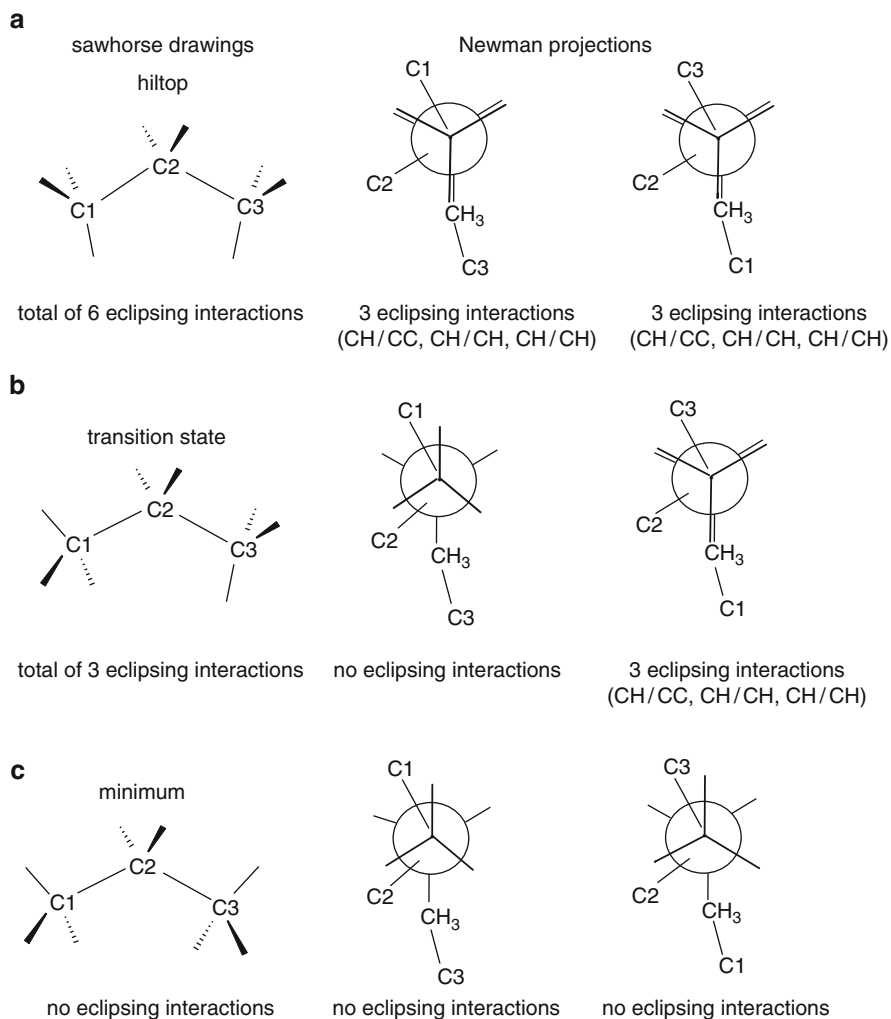 a
sawhorse drawings
Newman projections
hiltop
C1
C2
C3
C1
C2
CH3
C3
C3
C2
CH3
C1
total of 6 eclipsing interactions
3 eclipsing interactions
(CH/CC, CH/CH, CH/CH)
3 eclipsing interactions
(CH/CC, CH/CH, CH/CH)
b
transition state
C1
C2
C3
C1
C2
CH3
C3
C3
C2
CH3
C1
total of 3 eclipsing interactions
no eclipsing interactions
3 eclipsing interactions
(CH/CC, CH/CH, CH/CH)
c
minimum
C1
C2
C3
C1
C2
CH3
C3
C3
C2
CH3
C1
no eclipsing interactions
no eclipsing interactions
no eclipsing interactions